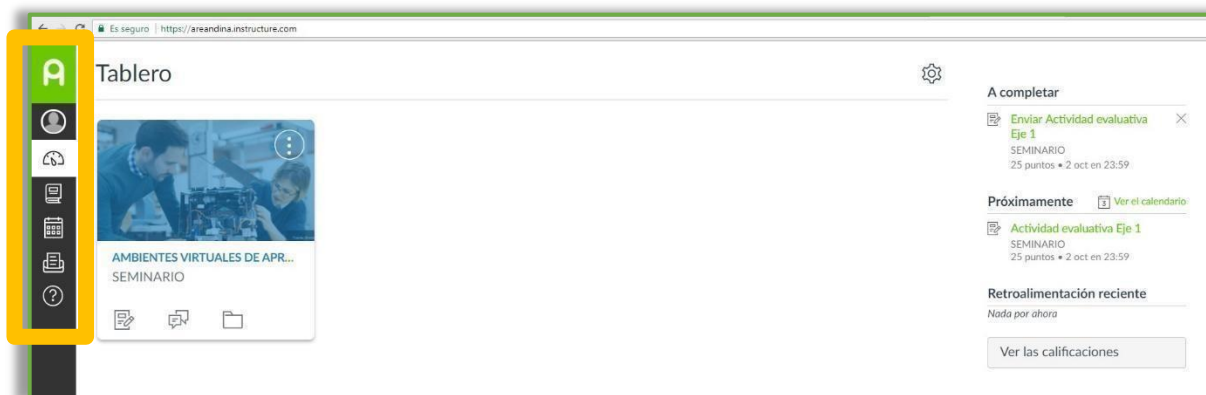 Es seguro | https://areandina.instructure.com
Tablero
AMBIENTES VIRTUALES DE APR...
SEMINARIO
A completar
Enviar Actividad evaluativa
Eje 1
SEMINARIO
25 puntos • 2 oct en 23:59
Próximamente
Ver el calendario
Actividad evaluativa Eje 1
SEMINARIO
25 puntos • 2 oct en 23:59
Retroalimentación reciente
Nada por ahora
Ver las calificaciones